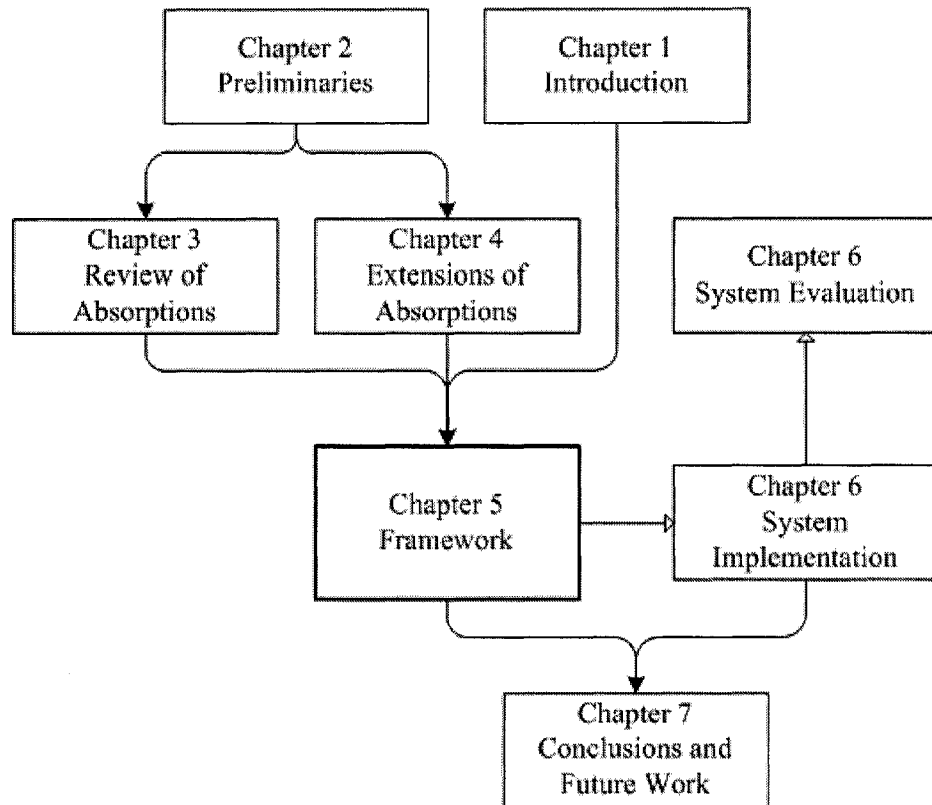 Chapter 2
Preliminaries
Chapter 1
Introduction
Chapter 3
Review of
Absorptions
Chapter 4
Extensions of
Absorptions
Chapter 6
System Evaluation
Chapter 5
Framework
Chapter 6
System
Implementation
Chapter 7
Conclusions and
Future Work